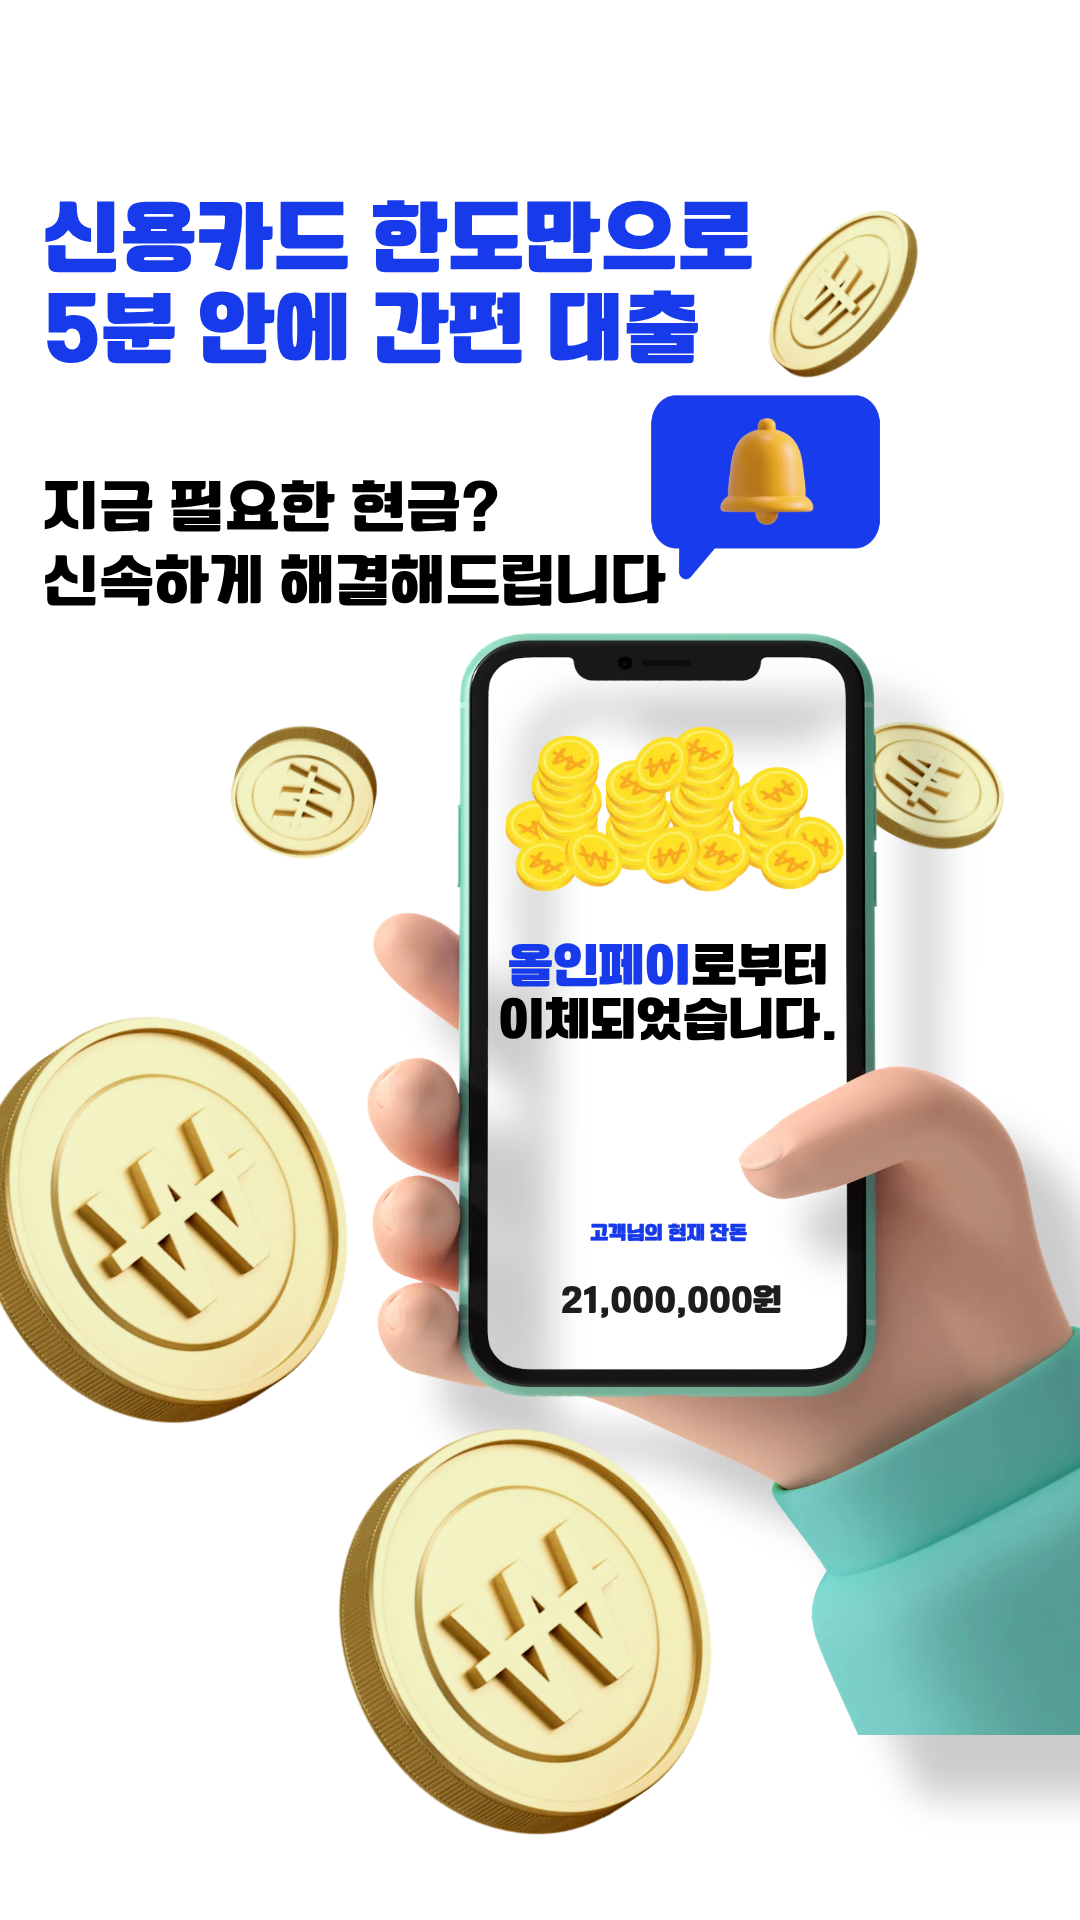 신용카드 한도만으로
5분 안에 간편 대출
지금 필요한 현금?
신속하게 해결해드립니다
올인페이로부터
이체되었습니다.
고객님의 현재 잔돈
21,000,000원